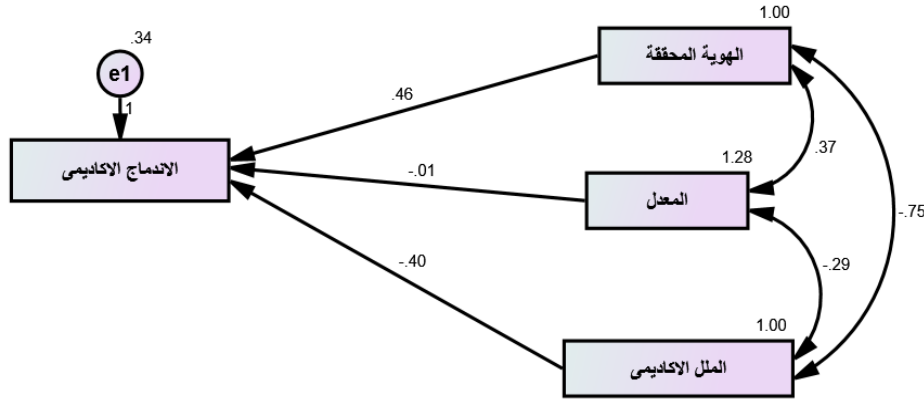 1.00
.34
الهوية المحققة
e1
.46
1
.37
1.28
الاندماج الاكاديمى
-.01
المعدل
-.75
-.40
-.29
1.00
الملل الاكاديمى